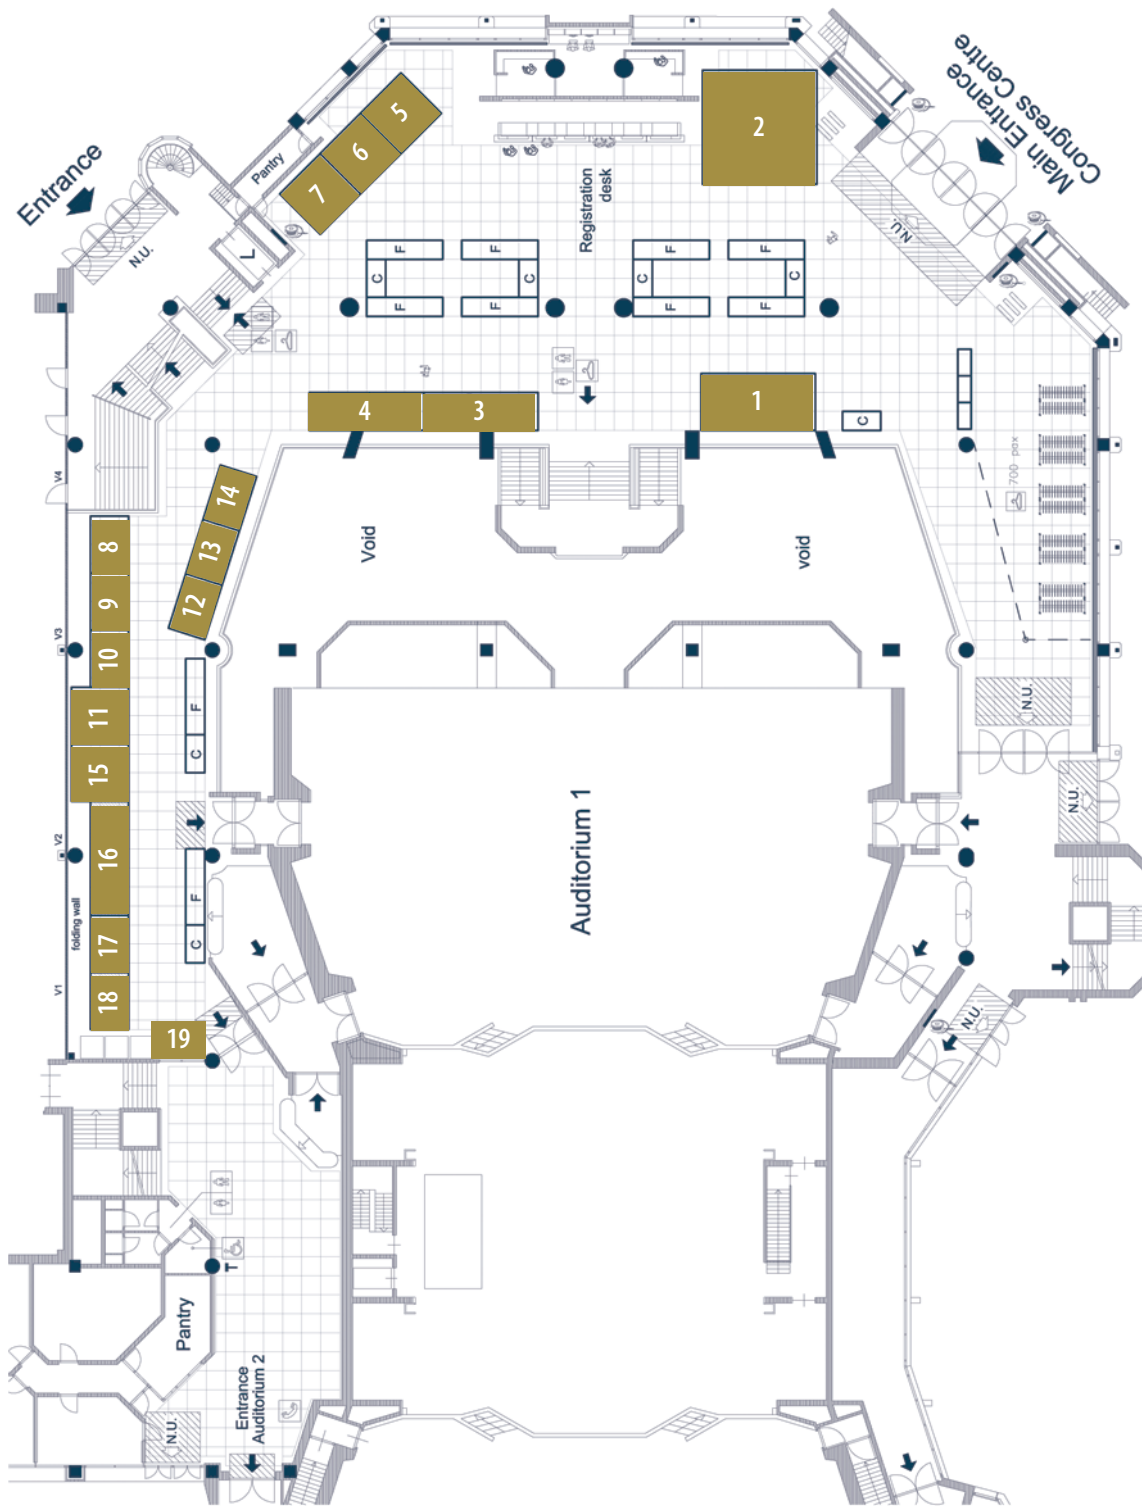 Main Entrance
Congress Centre
Entrance
N.U.
Pantry
L
5
6
7
2
Registration
desk
N.U.
F
C
F
F
C
F
F
C
F
F
C
F
4
3
1
C
700 pax
V4
14
13
12
8
9
10
11
15
16
17
18
19
V3
V2
V1
folding wall
Void
void
F
C
F
C
N.U.
N.U.
N.U.
Auditorium 1
T
Pantry
N.U.
Entrance
Auditorium 2